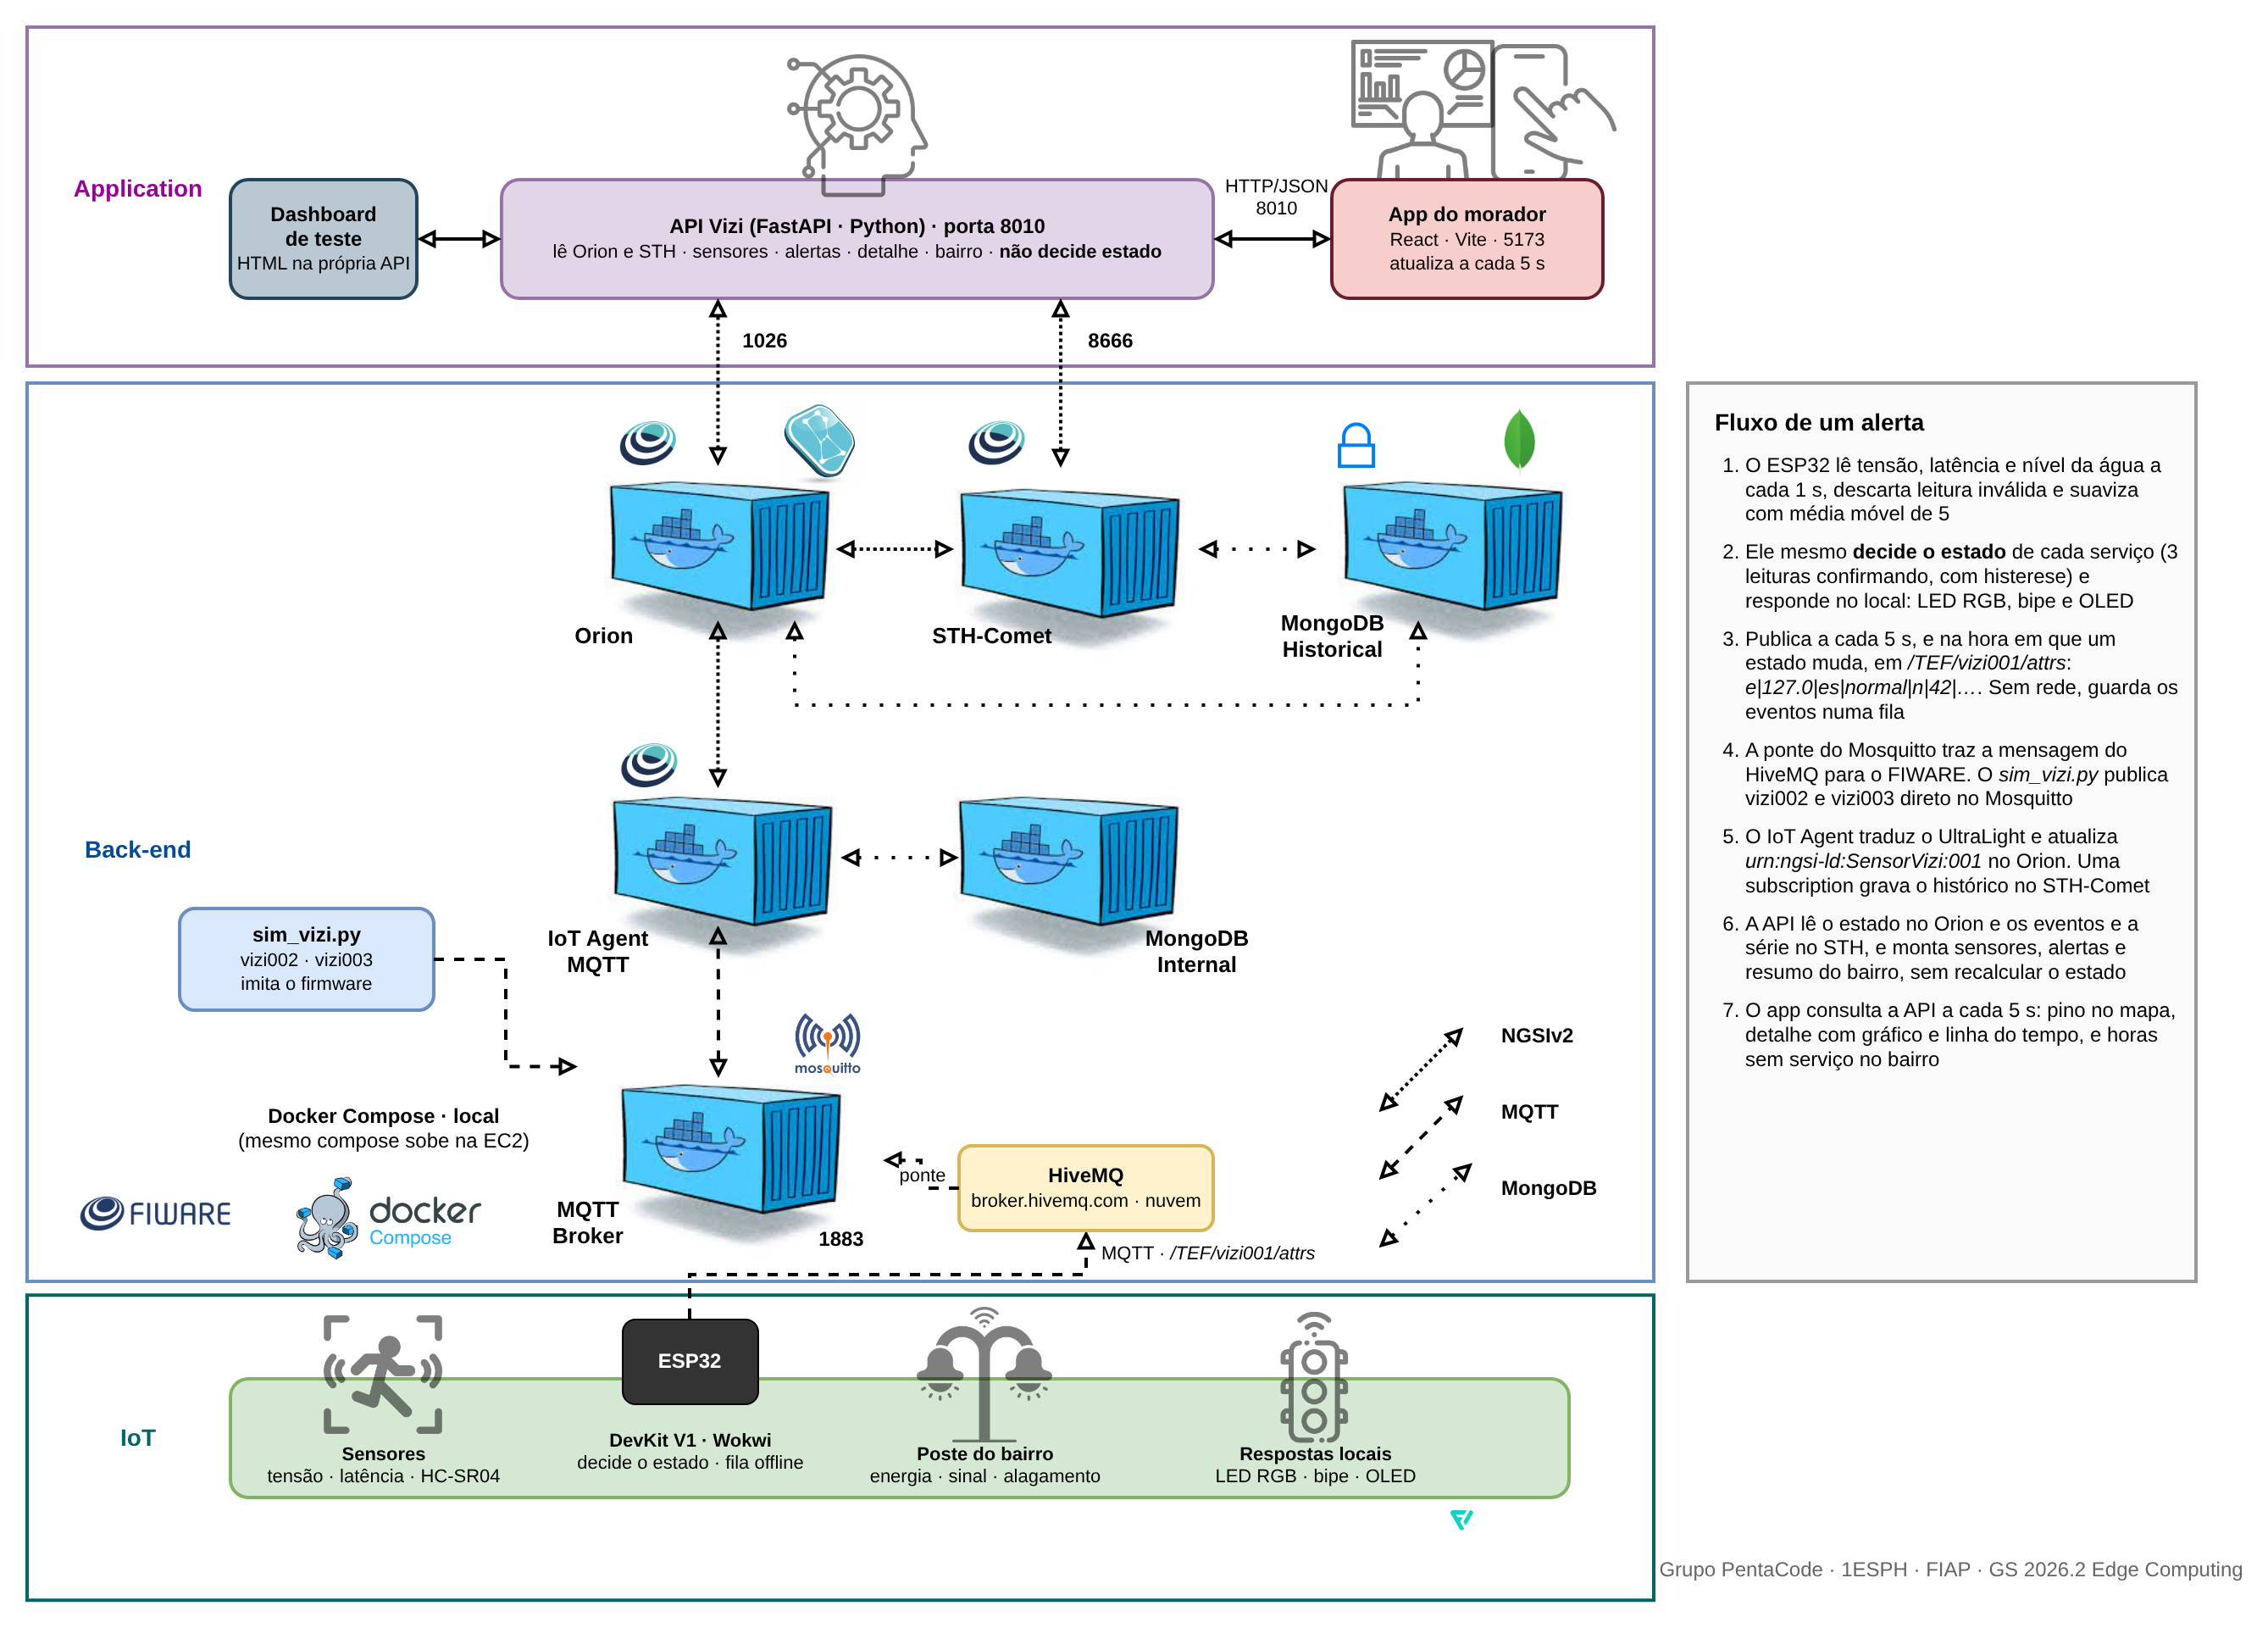 Application
Dashboard
de teste
HTML na própria API
API Vizi (FastAPI · Python) · porta 8010
lê Orion e STH · sensores · alertas · detalhe · bairro · não decide estado
HTTP/JSON
8010
App do morador
React · Vite · 5173
atualiza a cada 5 s
1026
8666
Orion
STH-Comet
MongoDB
Historical
Back-end
sim_vizi.py
vizi002 · vizi003
imita o firmware
IoT Agent
MQTT
MongoDB
Internal
mosquitto
Docker Compose · local
(mesmo compose sobe na EC2)
FIWARE
docker
Compose
MQTT
Broker
1883
ponte
HiveMQ
broker.hivemq.com · nuvem
MQTT · /TEF/vizi001/attrs
NGSIv2
MQTT
MongoDB
Fluxo de um alerta
1. O ESP32 lê tensão, latência e nível da água a
cada 1 s, descarta leitura inválida e suaviza
com média móvel de 5
2. Ele mesmo decide o estado de cada serviço (3
leituras confirmando, com histerese) e
responde no local: LED RGB, bipe e OLED
3. Publica a cada 5 s, e na hora em que um
estado muda, em /TEF/vizi001/attrs:
e|127.0|es|normal|n|42|…. Sem rede, guarda os
eventos numa fila
4. A ponte do Mosquitto traz a mensagem do
HiveMQ para o FIWARE. O sim_vizi.py publica
vizi002 e vizi003 direto no Mosquitto
5. O IoT Agent traduz o UltraLight e atualiza
urn:ngsi-ld:SensorVizi:001 no Orion. Uma
subscription grava o histórico no STH-Comet
6. A API lê o estado no Orion e os eventos e a
série no STH, e monta sensores, alertas e
resumo do bairro, sem recalcular o estado
7. O app consulta a API a cada 5 s: pino no mapa,
detalhe com gráfico e linha do tempo, e horas
sem serviço no bairro
IoT
Sensores
tensão · latência · HC-SR04
ESP32
DevKit V1 · Wokwi
decide o estado · fila offline
Poste do bairro
energia · sinal · alagamento
Respostas locais
LED RGB · bipe · OLED
Grupo PentaCode · 1ESPH · FIAP · GS 2026.2 Edge Computing